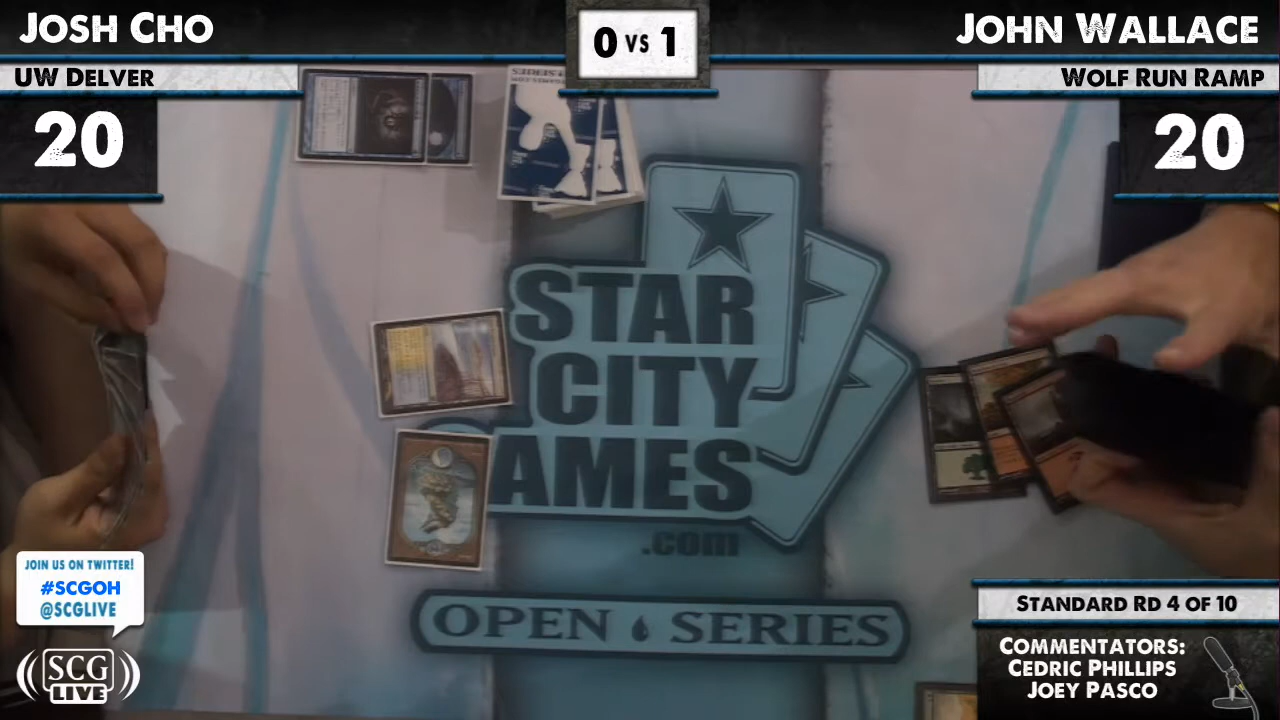 JOSH CHO
0 VS 1
JOHN WALLACE
UW DELVER
WOLF RUN RAMP
20
20
STAR
CITY
GAMES
.com
OPEN SERIES
JOIN US ON TWITTER!
#SCGOH
@SCGLIVE
SCG
LIVE
STANDARD RD 4 OF 10
COMMENTATORS:
CEDRIC PHILLIPS
JOEY PASCO